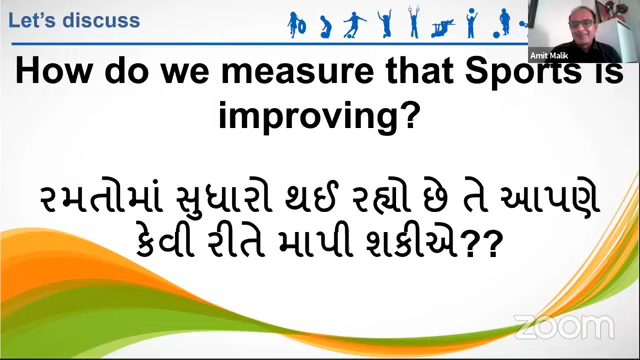 Let's discuss
Amit Malik
How do we measure that Sports is
improving?
રમતોમાં સુધારો થઈ રહ્યો છે તે આપણે
કેવી રીતે માપી શકીએ??
zoom